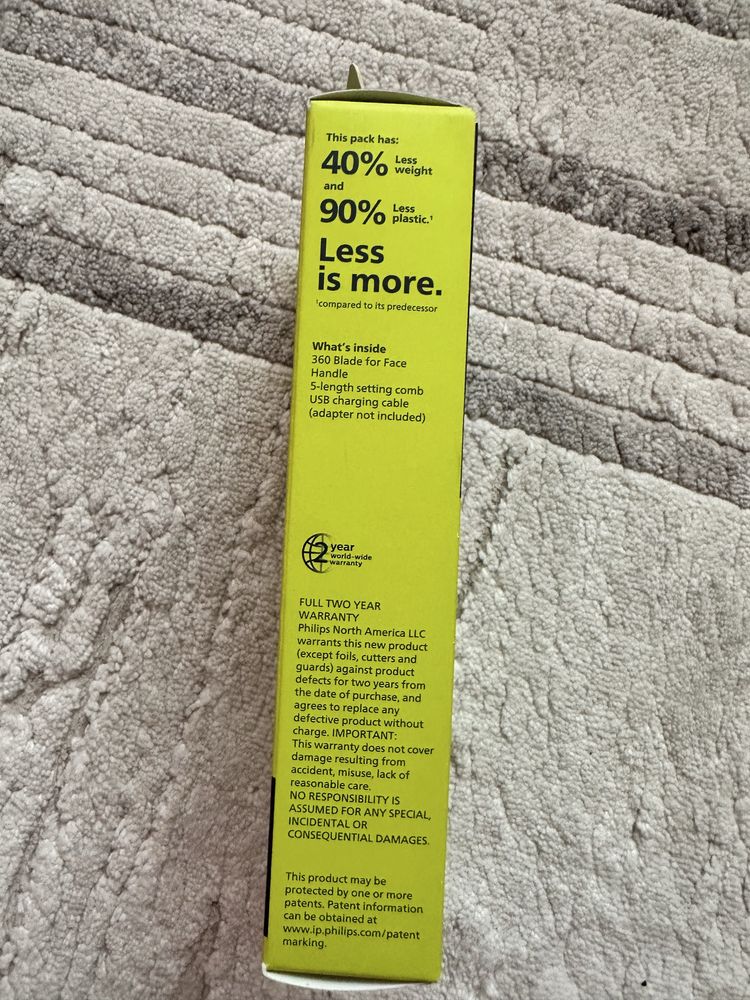 This pack has:
40% Less weight
and
90% Less plastic.¹
Less
is more.
¹compared to its predecessor
What's inside
360 Blade for Face
Handle
5-length setting comb
USB charging cable
(adapter not included)
2 year
world-wide
warranty
FULL TWO YEAR
WARRANTY
Philips North America LLC
warrants this new product
(except foils, cutters and
guards) against product
defects for two years from
the date of purchase, and
agrees to replace any
defective product without
charge. IMPORTANT:
This warranty does not cover
damage resulting from
accident, misuse, lack of
reasonable care.
NO RESPONSIBILITY IS
ASSUMED FOR ANY SPECIAL,
INCIDENTAL OR
CONSEQUENTIAL DAMAGES.
This product may be
protected by one or more
patents. Patent information
can be obtained at
www.ip.philips.com/patent
marking.